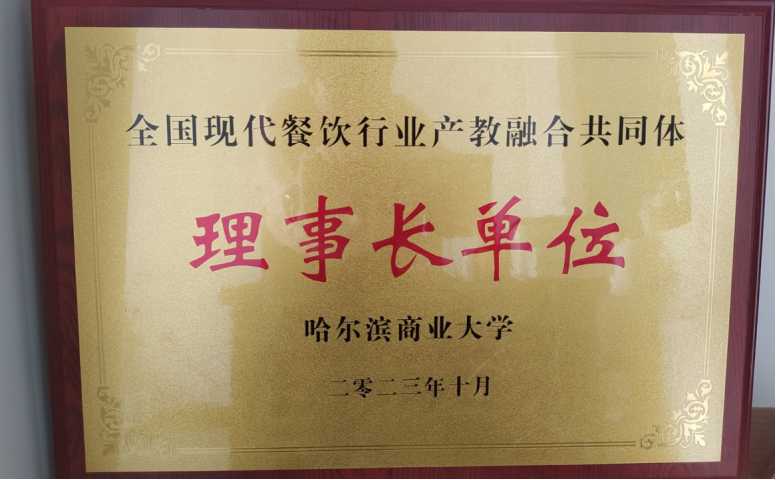 全国现代餐饮行业产教融合共同体
理事长单位
哈尔滨商业大学
二零二三年十月